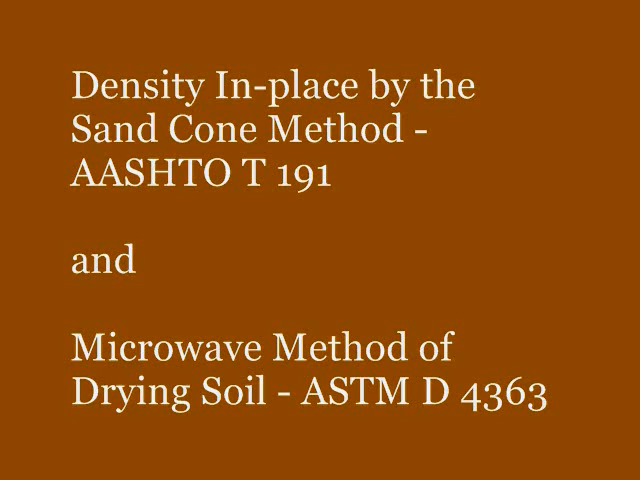 Density In-place by the
Sand Cone Method -
AASHTO T 191
and
Microwave Method of
Drying Soil - ASTM D 4363